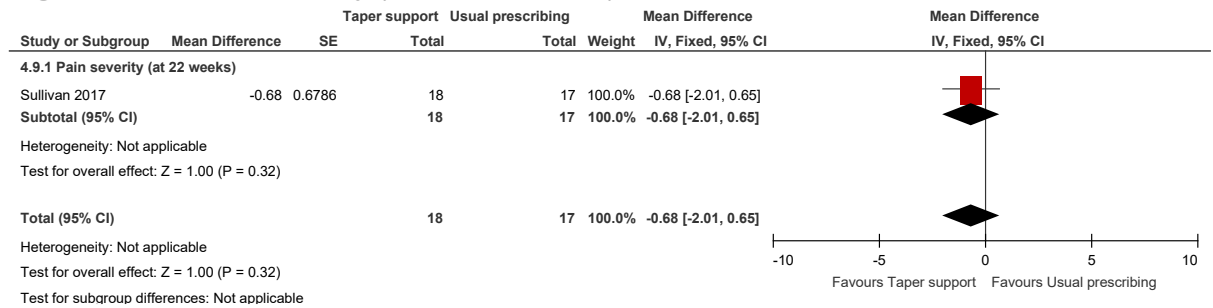 Taper support Usual prescribing Mean Difference Mean Difference
Study or Subgroup Mean Difference SE Total Total Weight IV, Fixed, 95% CI IV, Fixed, 95% CI
4.9.1 Pain severity (at 22 weeks)
Sullivan 2017 -0.68 0.6786 18 17 100.0% -0.68 [-2.01, 0.65]
Subtotal (95% CI) 18 17 100.0% -0.68 [-2.01, 0.65]
Heterogeneity: Not applicable
Test for overall effect: Z = 1.00 (P = 0.32)
Total (95% CI) 18 17 100.0% -0.68 [-2.01, 0.65]
Heterogeneity: Not applicable
Test for overall effect: Z = 1.00 (P = 0.32)
Test for subgroup differences: Not applicable
-10 -5 0 5 10
Favours Taper support Favours Usual prescribing